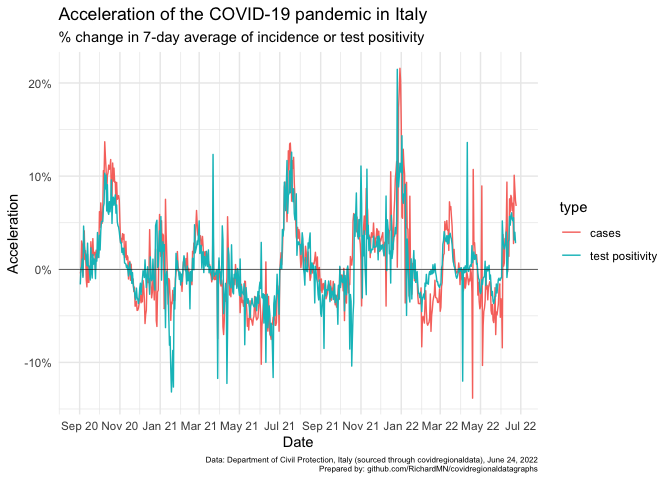 Acceleration of the COVID-19 pandemic in Italy
% change in 7-day average of incidence or test positivity
20%
10%
0%
-10%
Acceleration
Sep 20 Nov 20 Jan 21 Mar 21 May 21 Jul 21 Sep 21 Nov 21 Jan 22 Mar 22 May 22 Jul 22
Date
type
cases
test positivity
Data: Department of Civil Protection, Italy (sourced through covidregionaldata), June 24, 2022
Prepared by: github.com/RichardMN/covidregionaldatagraphs